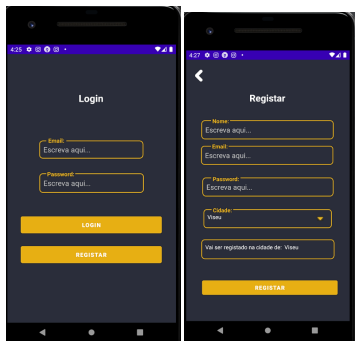 4:25
Login
Email:
Escreva aqui...
Password:
Escreva aqui...
LOGIN
REGISTAR
4:27
Registar
Nome:
Escreva aqui...
Email:
Escreva aqui...
Password:
Escreva aqui...
Cidade:
Viseu
Vai ser registado na cidade de: Viseu
REGISTAR